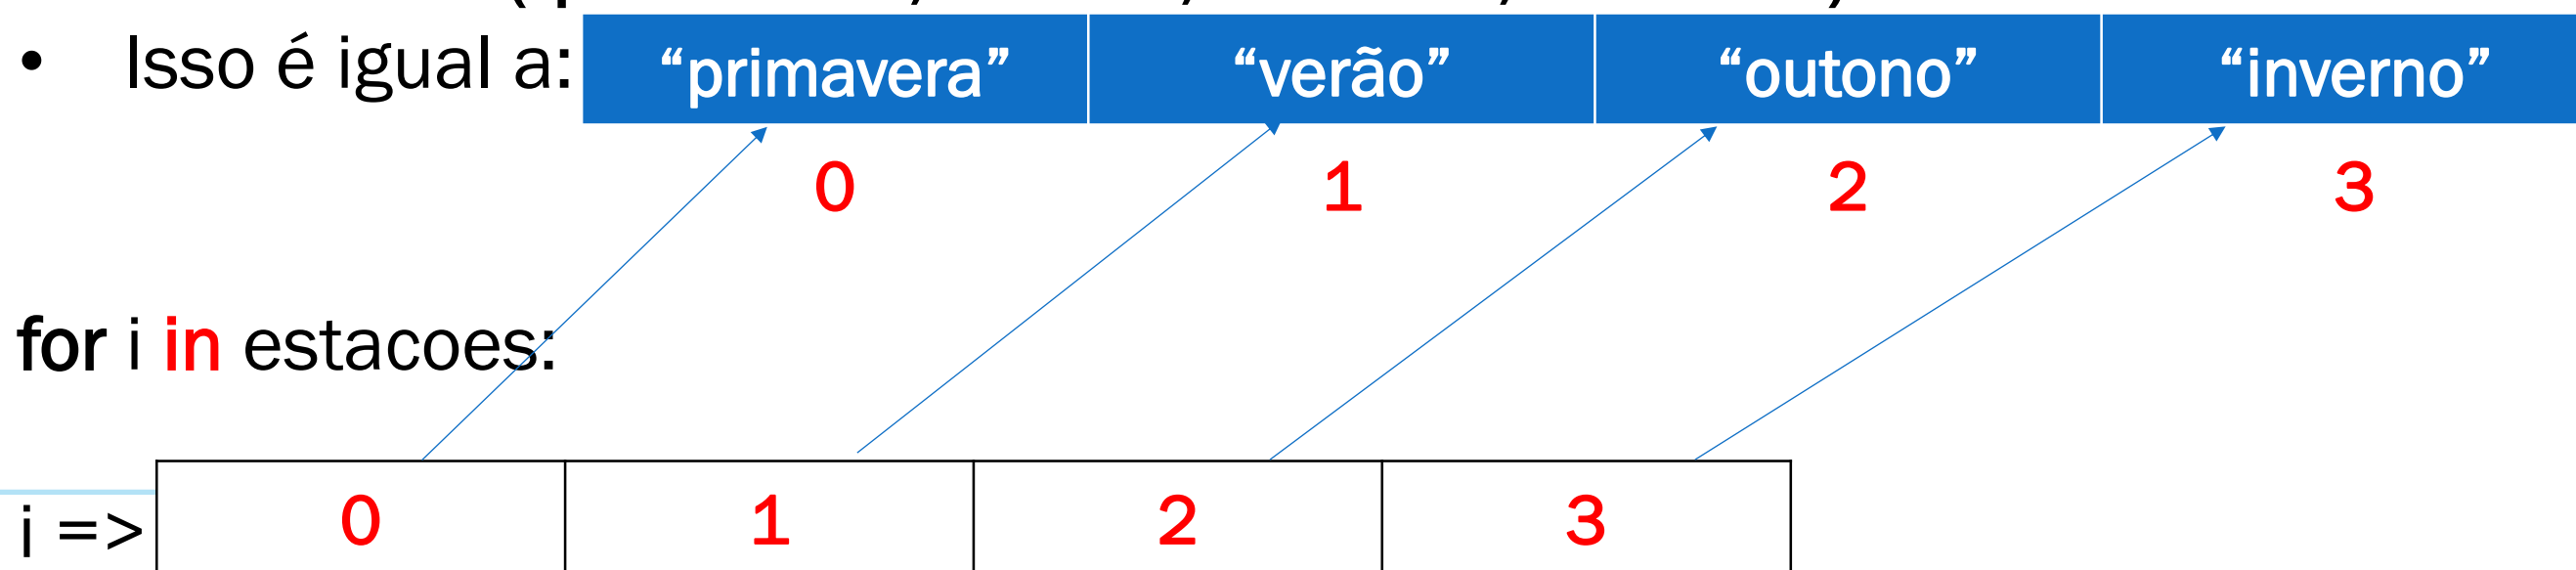 • Isso é igual a: “primavera” “verão” “outono” “inverno”
0 1 2 3
for i in estacoes:
i => 0 1 2 3